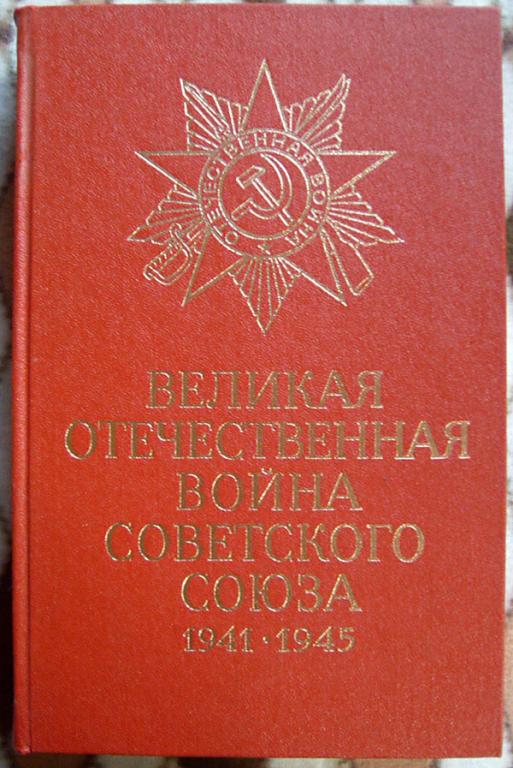 ОТЕЧЕСТВЕННАЯ ВОЙНА
ВЕЛИКАЯ
ОТЕЧЕСТВЕННАЯ
ВОЙНА
СОВЕТСКОГО
СОЮЗА
1941·1945